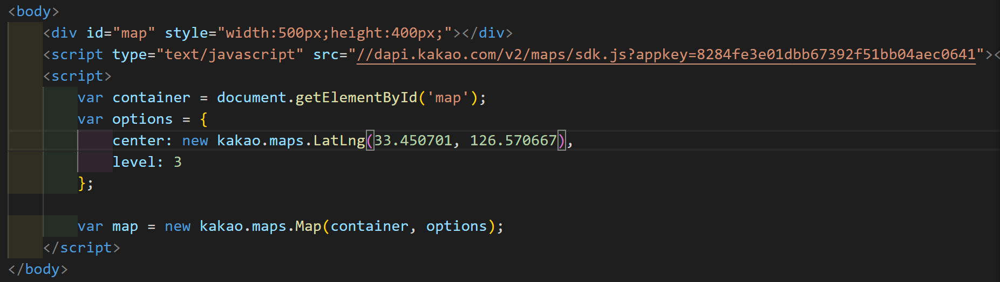 <body>
<div id="map" style="width:500px;height:400px;"></div>
<script type="text/javascript" src="//dapi.kakao.com/v2/maps/sdk.js?appkey=8284fe3e01dbb67392f51bb04aec0641"><
<script>
var container = document.getElementById('map');
var options = {
center: new kakao.maps.LatLng(33.450701, 126.570667),
level: 3
};
var map = new kakao.maps.Map(container, options);
</script>
</body>